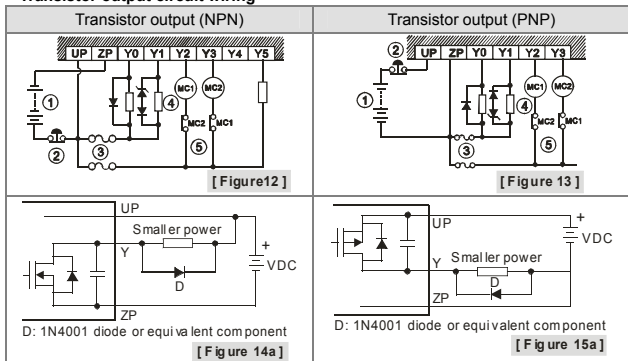 Transistor output circuit wiring
Transistor output (NPN)
Transistor output (PNP)
UP ZP Y0 Y1 Y2 Y3 Y4 Y5
① ② ③ ④ ⑤
MC1 MC2
MC2 MC1
[ Figure12 ]
② UP ZP Y0 Y1 Y2 Y3
① ③ ④ ⑤
MC1 MC2
MC2 MC1
[ Figure 13 ]
UP
Smaller power
Y
+
VDC
D
ZP
D: 1N4001 diode or equivalent component
[ Figure 14a ]
UP
+
VDC
Smaller power
Y
D
ZP
D: 1N4001 diode or equivalent component
[ Figure 15a ]